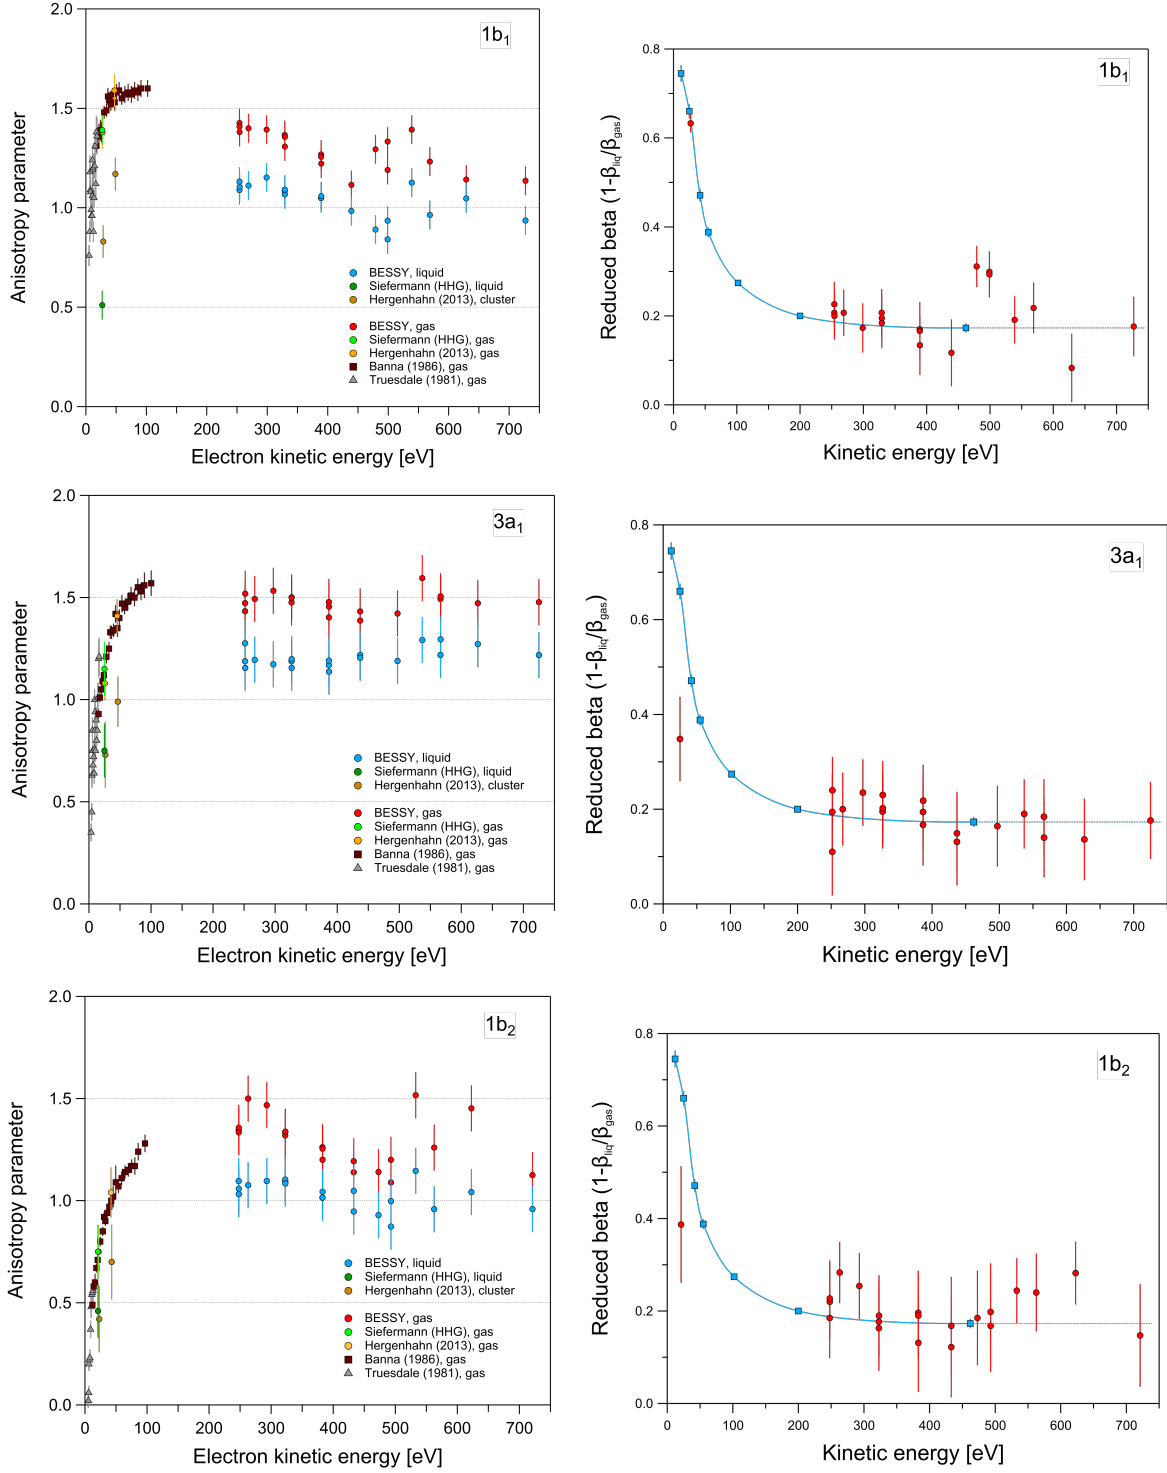 1b1
2.0
1.5
1.0
0.5
0.0
Anisotropy parameter
BESSY, liquid
Siefermann (HHG), liquid
Hergenhahn (2013), cluster
BESSY, gas
Siefermann (HHG), gas
Hergenhahn (2013), gas
Banna (1986), gas
Truesdale (1981), gas
0 100 200 300 400 500 600 700
Electron kinetic energy [eV]
1b1
0.8
0.6
0.4
0.2
0.0
Reduced beta (1-βliq/βgas)
0 100 200 300 400 500 600 700
Kinetic energy [eV]
3a1
2.0
1.5
1.0
0.5
0.0
Anisotropy parameter
BESSY, liquid
Siefermann (HHG), liquid
Hergenhahn (2013), cluster
BESSY, gas
Siefermann (HHG), gas
Hergenhahn (2013), gas
Banna (1986), gas
Truesdale (1981), gas
0 100 200 300 400 500 600 700
Electron kinetic energy [eV]
3a1
0.8
0.6
0.4
0.2
0.0
Reduced beta (1-βliq/βgas)
0 100 200 300 400 500 600 700
Kinetic energy [eV]
1b2
2.0
1.5
1.0
0.5
0.0
Anisotropy parameter
BESSY, liquid
Siefermann (HHG), liquid
Hergenhahn (2013), cluster
BESSY, gas
Siefermann (HHG), gas
Hergenhahn (2013), gas
Banna (1986), gas
Truesdale (1981), gas
0 100 200 300 400 500 600 700
Electron kinetic energy [eV]
1b2
0.8
0.6
0.4
0.2
0.0
Reduced beta (1-βliq/βgas)
0 100 200 300 400 500 600 700
Kinetic energy [eV]